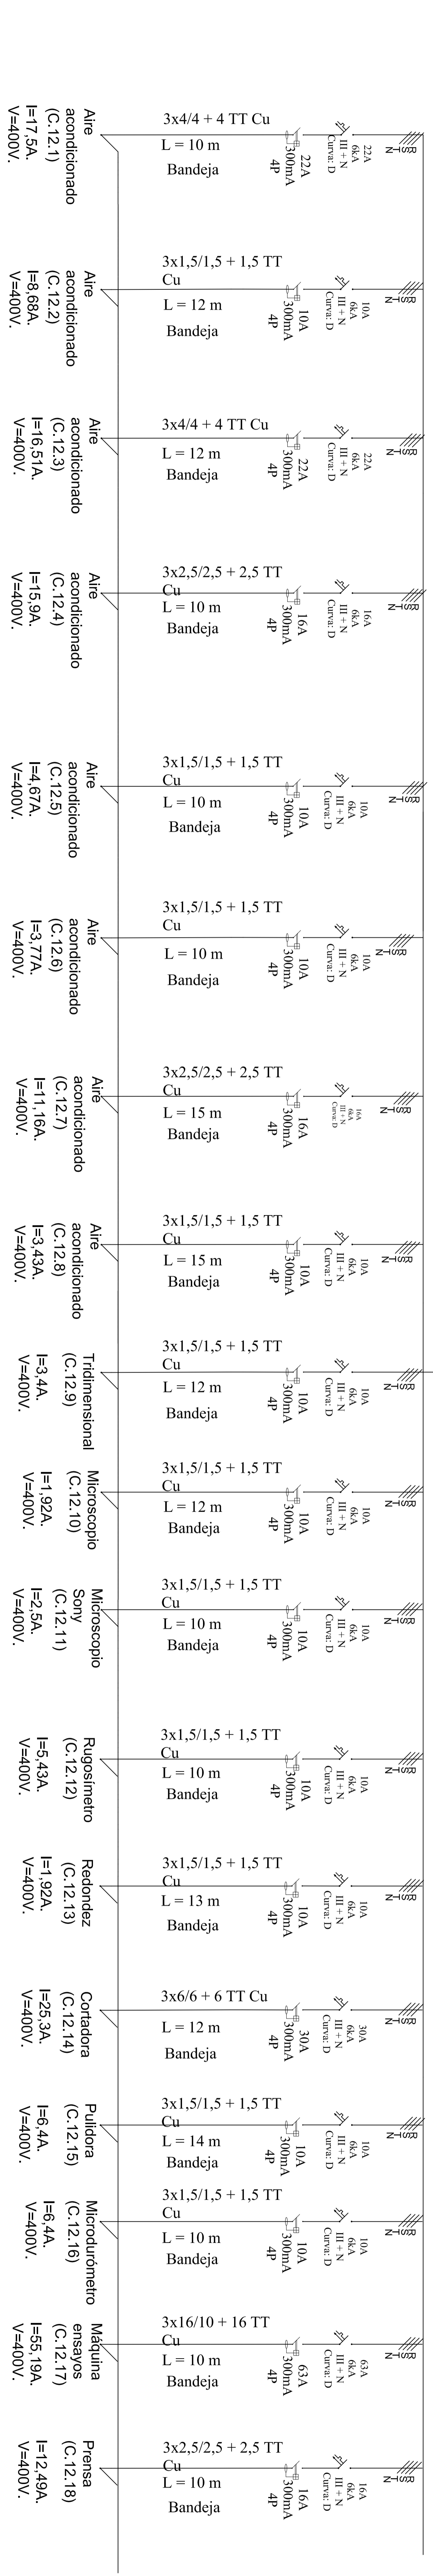 22A
6kA
III + N
Curva: D
R
S
T
N
22A
300mA
4P
3x4/4 + 4 TT Cu
L = 10 m
Bandeja
Aire
acondicionado
(C.12.1)
I=17,5A.
V=400V.
10A
6kA
III + N
Curva: D
R
S
T
N
10A
300mA
4P
3x1,5/1,5 + 1,5 TT
Cu
L = 12 m
Bandeja
Aire
acondicionado
(C.12.2)
I=8,68A.
V=400V.
22A
6kA
III + N
Curva: D
R
S
T
N
22A
300mA
4P
3x4/4 + 4 TT Cu
L = 12 m
Bandeja
Aire
acondicionado
(C.12.3)
I=16,51A.
V=400V.
16A
6kA
III + N
Curva: D
R
S
T
N
16A
300mA
4P
3x2,5/2,5 + 2,5 TT
Cu
L = 10 m
Bandeja
Aire
acondicionado
(C.12.4)
I=15,9A.
V=400V.
10A
6kA
III + N
Curva: D
R
S
T
N
10A
300mA
4P
3x1,5/1,5 + 1,5 TT
Cu
L = 10 m
Bandeja
Aire
acondicionado
(C.12.5)
I=4,67A.
V=400V.
10A
6kA
III + N
Curva: D
R
S
T
N
10A
300mA
4P
3x1,5/1,5 + 1,5 TT
Cu
L = 10 m
Bandeja
Aire
acondicionado
(C.12.6)
I=3,77A.
V=400V.
16A
6kA
III + N
Curva: D
R
S
T
N
16A
300mA
4P
3x2,5/2,5 + 2,5 TT
Cu
L = 15 m
Bandeja
Aire
acondicionado
(C.12.7)
I=11,16A.
V=400V.
10A
6kA
III + N
Curva: D
R
S
T
N
10A
300mA
4P
3x1,5/1,5 + 1,5 TT
Cu
L = 15 m
Bandeja
Aire
acondicionado
(C.12.8)
I=3,43A.
V=400V.
10A
6kA
III + N
Curva: D
R
S
T
N
10A
300mA
4P
3x1,5/1,5 + 1,5 TT
Cu
L = 12 m
Bandeja
Tridimensional
(C.12.9)
I=3,4A.
V=400V.
10A
6kA
III + N
Curva: D
R
S
T
N
10A
300mA
4P
3x1,5/1,5 + 1,5 TT
Cu
L = 12 m
Bandeja
Microscopio
(C.12.10)
I=1,92A.
V=400V.
10A
6kA
III + N
Curva: D
R
S
T
N
10A
300mA
4P
3x1,5/1,5 + 1,5 TT
Cu
L = 10 m
Bandeja
Microscopio
Sony
(C.12.11)
I=2,5A.
V=400V.
10A
6kA
III + N
Curva: D
R
S
T
N
10A
300mA
4P
3x1,5/1,5 + 1,5 TT
Cu
L = 10 m
Bandeja
Rugosímetro
(C.12.12)
I=5,43A.
V=400V.
10A
6kA
III + N
Curva: D
R
S
T
N
10A
300mA
4P
3x1,5/1,5 + 1,5 TT
Cu
L = 13 m
Bandeja
Redondez
(C.12.13)
I=1,92A.
V=400V.
30A
6kA
III + N
Curva: D
R
S
T
N
30A
300mA
4P
3x6/6 + 6 TT Cu
L = 12 m
Bandeja
Cortadora
(C.12.14)
I=25,3A.
V=400V.
10A
6kA
III + N
Curva: D
R
S
T
N
10A
300mA
4P
3x1,5/1,5 + 1,5 TT
Cu
L = 14 m
Bandeja
Pulidora
(C.12.15)
I=6,4A.
V=400V.
10A
6kA
III + N
Curva: D
R
S
T
N
10A
300mA
4P
3x1,5/1,5 + 1,5 TT
Cu
L = 10 m
Bandeja
Microdurómetro
(C.12.16)
I=6,4A.
V=400V.
63A
6kA
III + N
Curva: D
R
S
T
N
63A
300mA
4P
3x16/10 + 16 TT
Cu
L = 10 m
Bandeja
Máquina
ensayos
(C.12.17)
I=55,19A.
V=400V.
16A
6kA
III + N
Curva: D
R
S
T
N
16A
300mA
4P
3x2,5/2,5 + 2,5 TT
Cu
L = 10 m
Bandeja
Prensa
(C.12.18)
I=12,49A.
V=400V.